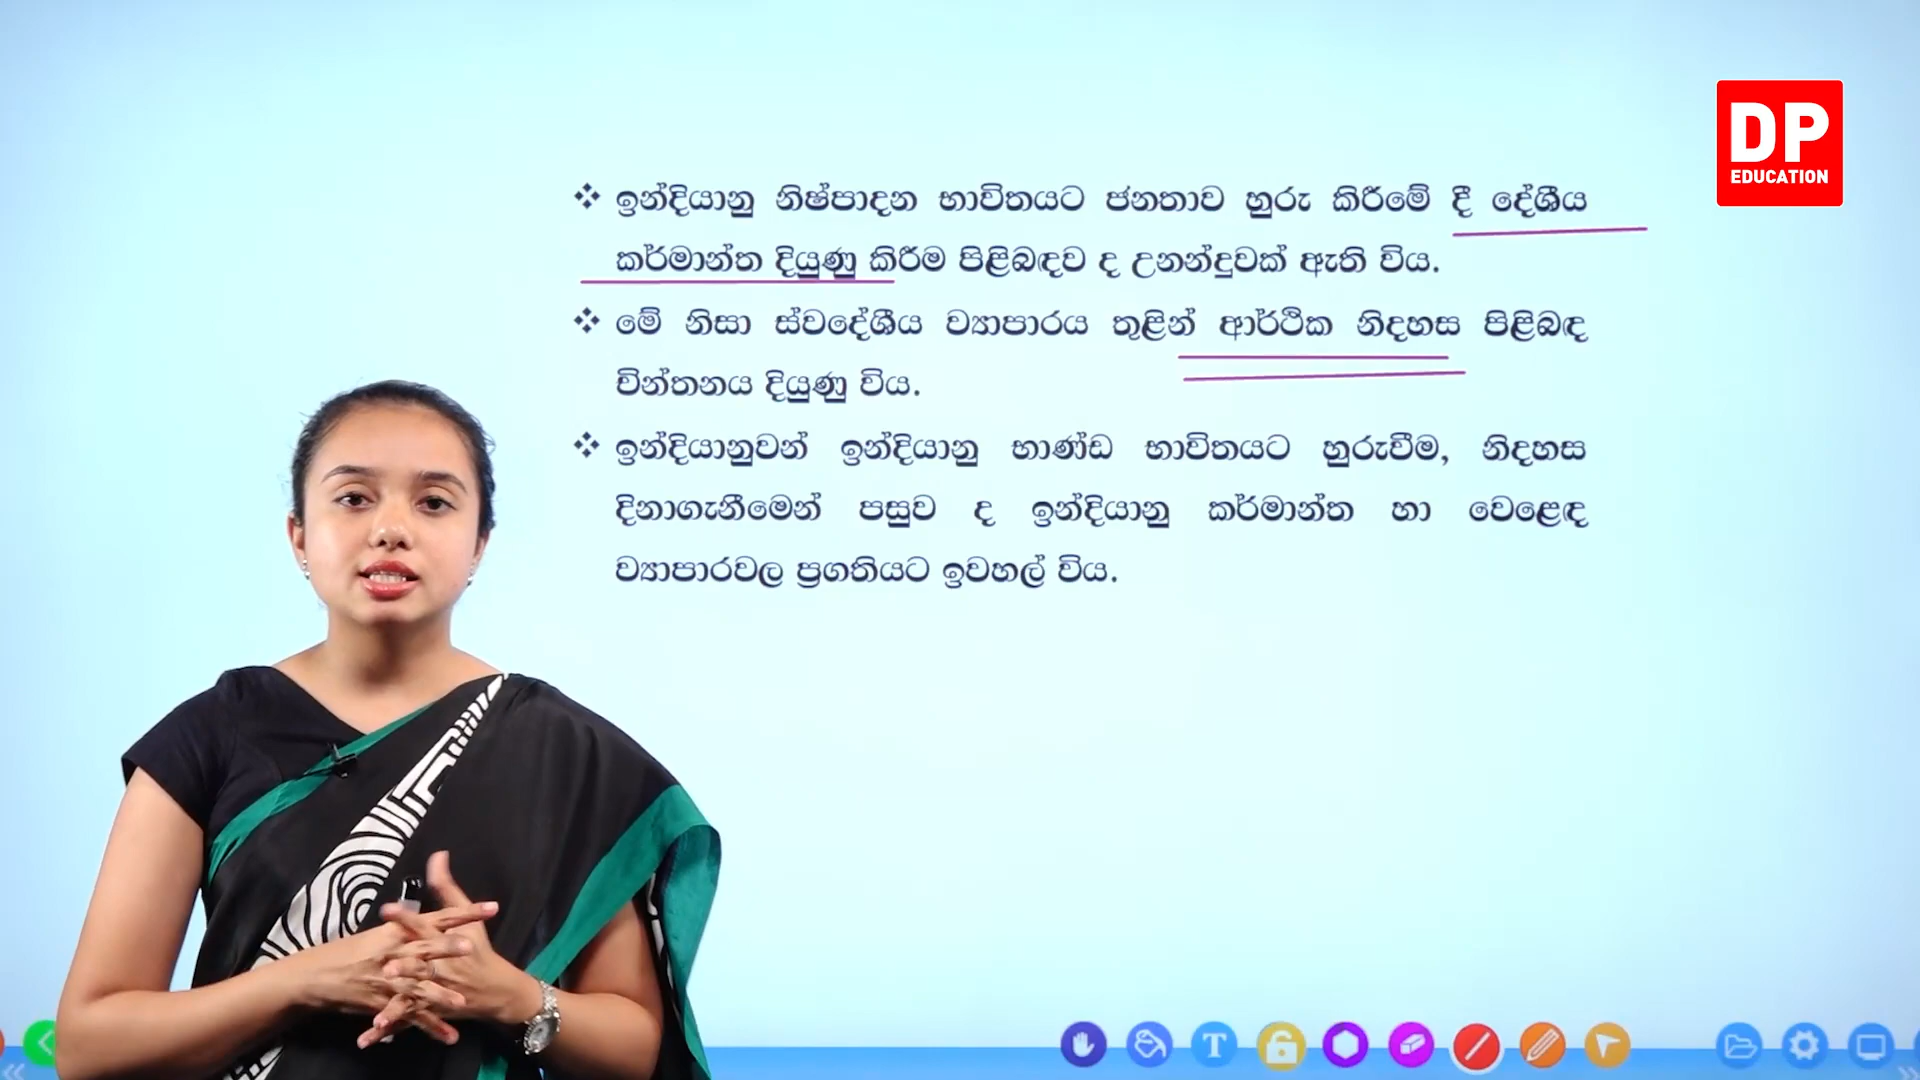 DP
EDUCATION
❖ ඉන්දියානු නිෂ්පාදන භාවිතයට ජනතාව හුරු කිරීමේ දී දේශීය
කර්මාන්ත දියුණු කිරීම පිළිබඳව ද උනන්දුවක් ඇති විය.
❖ මේ නිසා ස්වදේශීය ව්‍යාපාරය තුළින් ආර්ථික නිදහස පිළිබඳ
චින්තනය දියුණු විය.
❖ ඉන්දියානුවන් ඉන්දියානු භාණ්ඩ භාවිතයට හුරුවීම, නිදහස
දිනාගැනීමෙන් පසුව ද ඉන්දියානු කර්මාන්ත හා වෙළෙඳ
ව්‍යාපාරවල ප්‍රගතියට ඉවහල් විය.